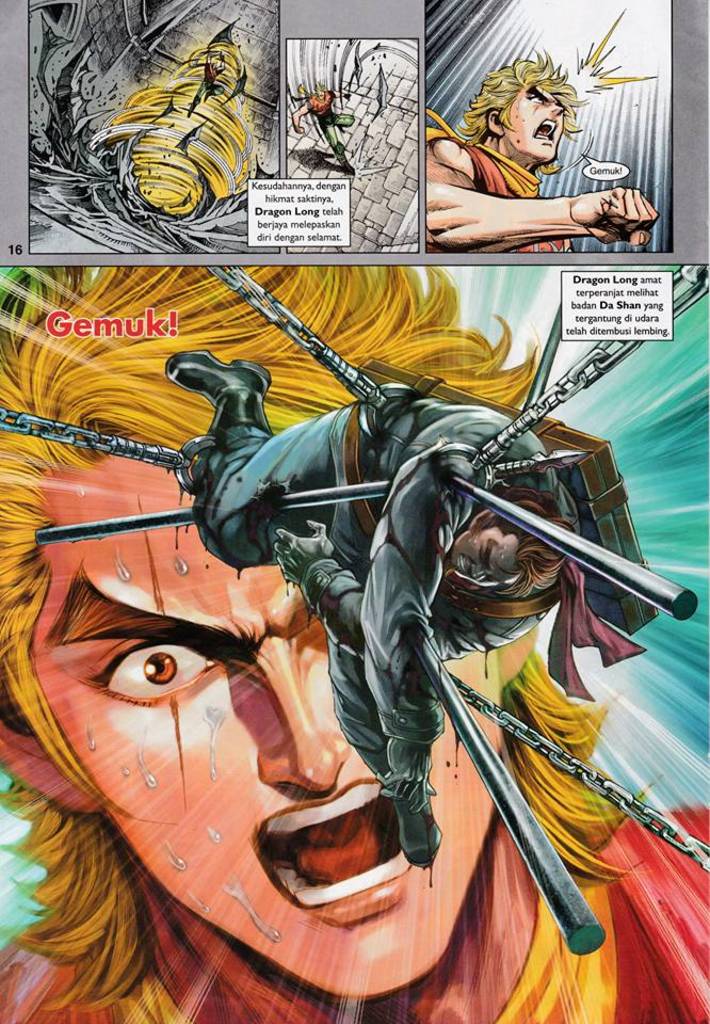 Kesudahannya, dengan
hikmat saktinya,
Dragon Long telah
berjaya melepaskan
diri dengan selamat.
Gemuk!
16
Gemuk!
Dragon Long amat
terperanjat melihat
badan Da Shan yang
tergantung di udara
telah ditembusi lembing.